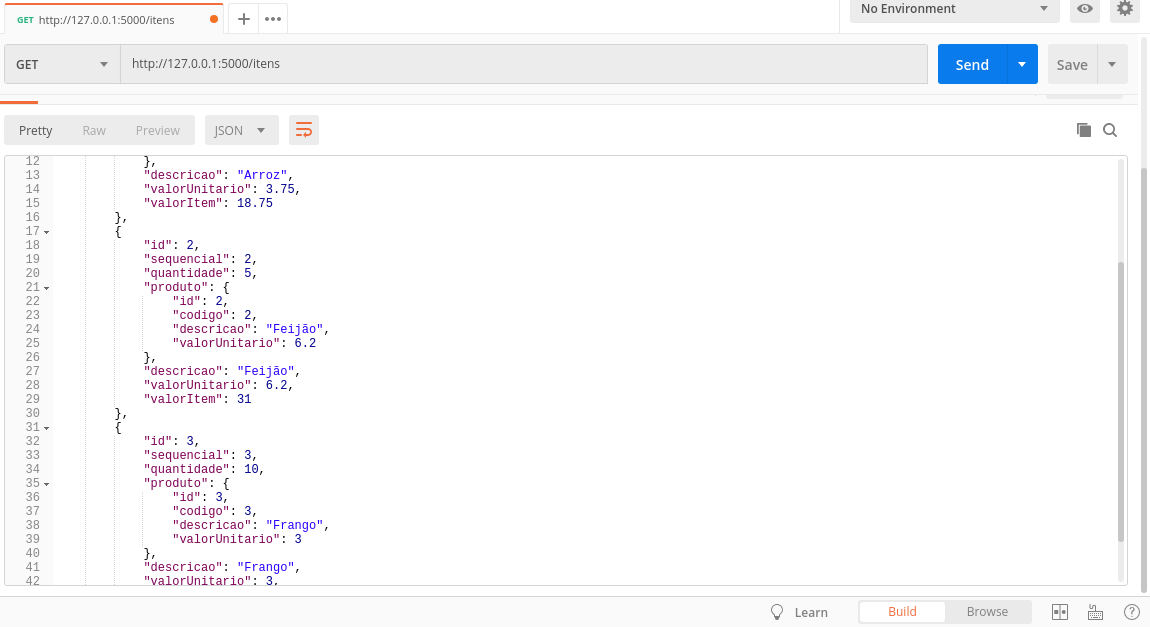 GET http://127.0.0.1:5000/itens
No Environment
GET http://127.0.0.1:5000/itens Send Save
Pretty Raw Preview JSON
12 },
13 "descricao": "Arroz",
14 "valorUnitario": 3.75,
15 "valorItem": 18.75
16 },
17 {
18 "id": 2,
19 "sequencial": 2,
20 "quantidade": 5,
21 "produto": {
22 "id": 2,
23 "codigo": 2,
24 "descricao": "Feijão",
25 "valorUnitario": 6.2
26 },
27 "descricao": "Feijão",
28 "valorUnitario": 6.2,
29 "valorItem": 31
30 },
31 {
32 "id": 3,
33 "sequencial": 3,
34 "quantidade": 10,
35 "produto": {
36 "id": 3,
37 "codigo": 3,
38 "descricao": "Frango",
39 "valorUnitario": 3
40 },
41 "descricao": "Frango",
42 "valorUnitario": 3,
Learn Build Browse